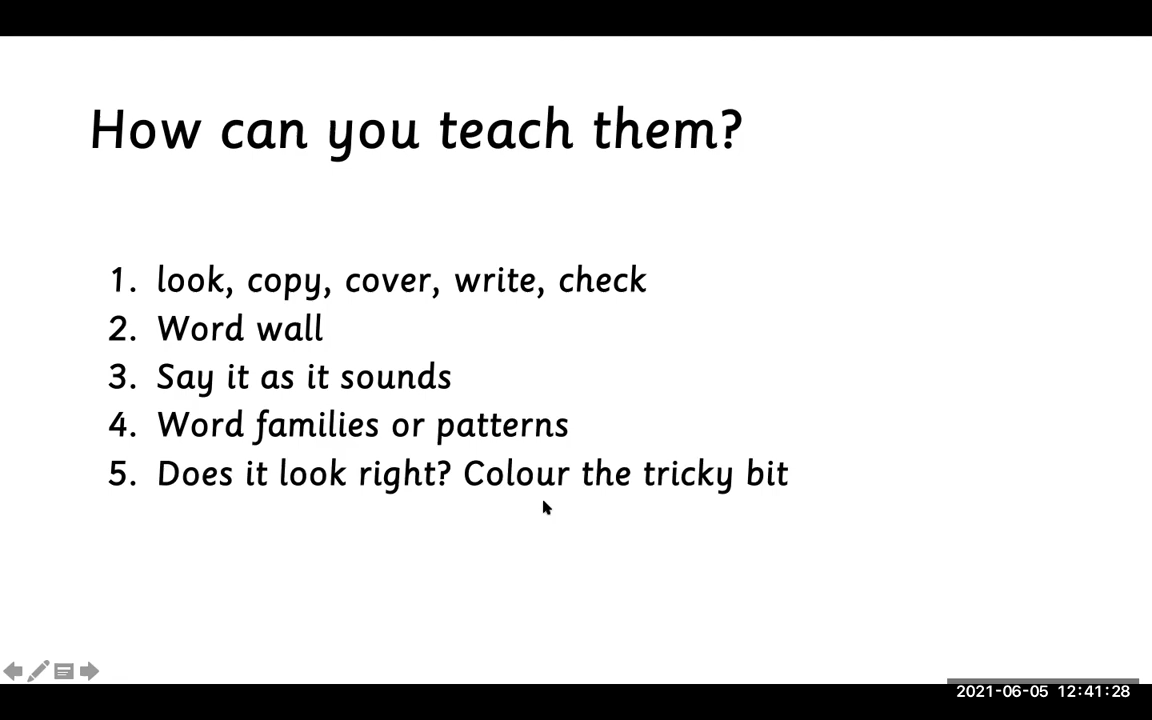 How can you teach them?
1. look, copy, cover, write, check
2. Word wall
3. Say it as it sounds
4. Word families or patterns
5. Does it look right? Colour the tricky bit
2021-06-05 12:41:28